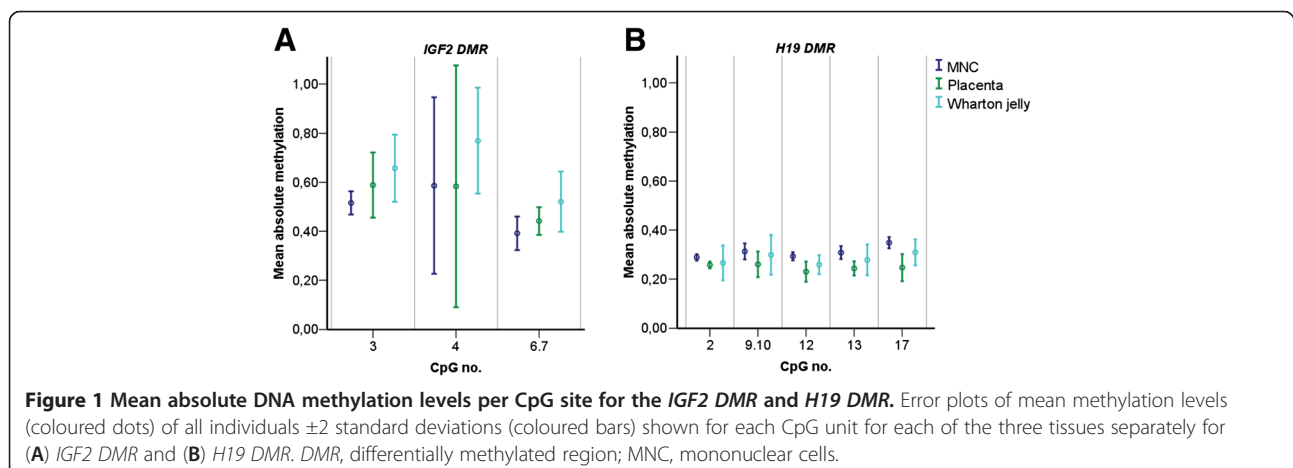 A
IGF2 DMR
Mean absolute methylation
1,00
0,80
0,60
0,40
0,20
0,00
3 4 6.7
CpG no.
B
H19 DMR
Mean absolute methylation
1,00
0,80
0,60
0,40
0,20
0,00
2 9.10 12 13 17
CpG no.
MNC
Placenta
Wharton jelly
Figure 1 Mean absolute DNA methylation levels per CpG site for the IGF2 DMR and H19 DMR. Error plots of mean methylation levels
(coloured dots) of all individuals ±2 standard deviations (coloured bars) shown for each CpG unit for each of the three tissues separately for
(A) IGF2 DMR and (B) H19 DMR. DMR, differentially methylated region; MNC, mononuclear cells.